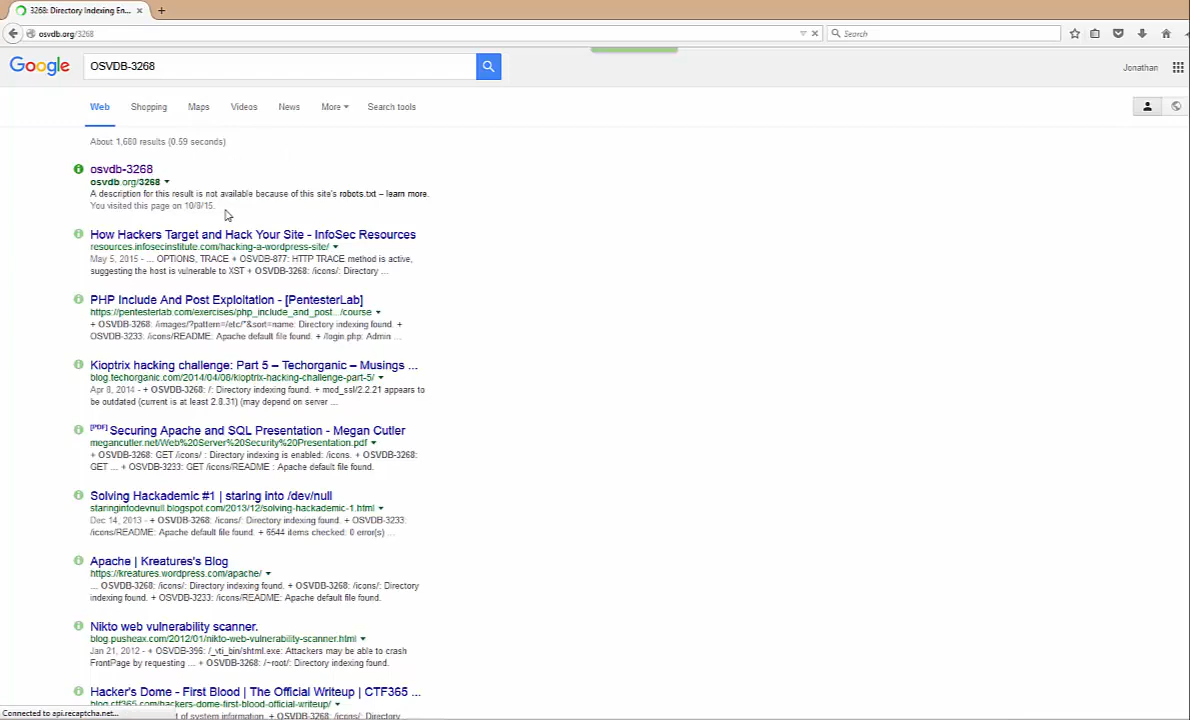 3268: Directory Indexing En...
osvdb.org/3268
Search
Google
OSVDB-3268
Jonathan
Web
Shopping
Maps
Videos
News
More
Search tools
About 1,680 results (0.59 seconds)
osvdb-3268
osvdb.org/3268
A description for this result is not available because of this site's robots.txt – learn more.
You visited this page on 10/8/15.
How Hackers Target and Hack Your Site - InfoSec Resources
resources.infosecinstitute.com/hacking-a-wordpress-site/
May 5, 2015 - ... OPTIONS, TRACE + OSVDB-877: HTTP TRACE method is active,
suggesting the host is vulnerable to XST + OSVDB-3268: /icons/: Directory ...
PHP Include And Post Exploitation - [PentesterLab]
https://pentesterlab.com/exercises/php_include_and_post.../course
+ OSVDB-3268: /images/?pattern=/etc/*&sort=name: Directory indexing found. +
OSVDB-3233: /icons/README: Apache default file found. + /login.php: Admin ...
Kioptrix hacking challenge: Part 5 – Techorganic – Musings ...
blog.techorganic.com/2014/04/06/kioptrix-hacking-challenge-part-5/
Apr 8, 2014 - + OSVDB-3268: /: Directory indexing found. + mod_ssl/2.2.21 appears to
be outdated (current is at least 2.8.31) (may depend on server ...
[PDF] Securing Apache and SQL Presentation - Megan Cutler
megancutler.net/Web%20Server%20Security%20Presentation.pdf
+ OSVDB-3268: GET /icons/ : Directory indexing is enabled: /icons. + OSVDB-3268:
GET ... + OSVDB-3233: GET /icons/README : Apache default file found.
Solving Hackademic #1 | staring into /dev/null
staringintodevnull.blogspot.com/2013/12/solving-hackademic-1.html
Dec 14, 2013 - + OSVDB-3268: /icons/: Directory indexing found. + OSVDB-3233:
/icons/README: Apache default file found. + 6544 items checked: 0 error(s) ...
Apache | Kreatures's Blog
https://kreatures.wordpress.com/apache/
... OSVDB-3268: /icons/: Directory indexing found. + OSVDB-3268: /icons/: Directory
indexing found. + OSVDB-3233: /icons/README: Apache default file found.
Nikto web vulnerability scanner.
blog.pusheax.com/2012/01/nikto-web-vulnerability-scanner.html
Jan 21, 2012 - + OSVDB-396: /_vti_bin/shtml.exe: Attackers may be able to crash
FrontPage by requesting ... + OSVDB-3268: /~root/: Directory indexing found.
Hacker's Dome - First Blood | The Official Writeup | CTF365 ...
blog.ctf365.com/hackers-dome-first-blood-official-writeup/
Connected to api.recaptcha.net...
t of system information. + OSVDB-3268: /icons/: Directory